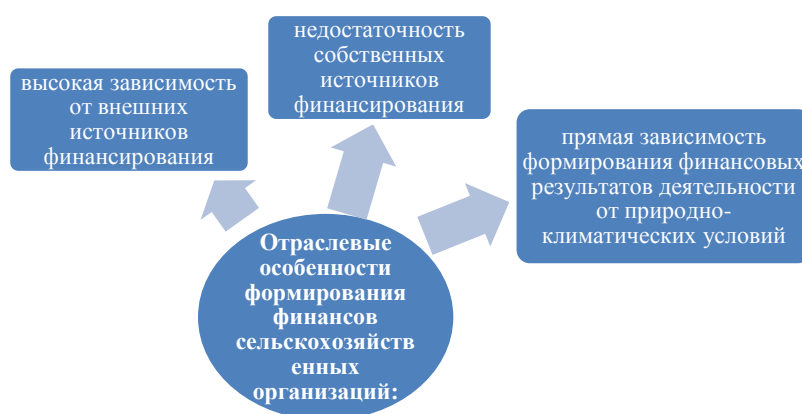 высокая зависимость
от внешних
источников
финансирования
недостаточность
собственных
источников
финансирования
прямая зависимость
формирования финансовых
результатов деятельности
от природно-
климатических условий
Отраслевые
особенности
формирования
финансов
сельскохозяйств
енных
организаций: